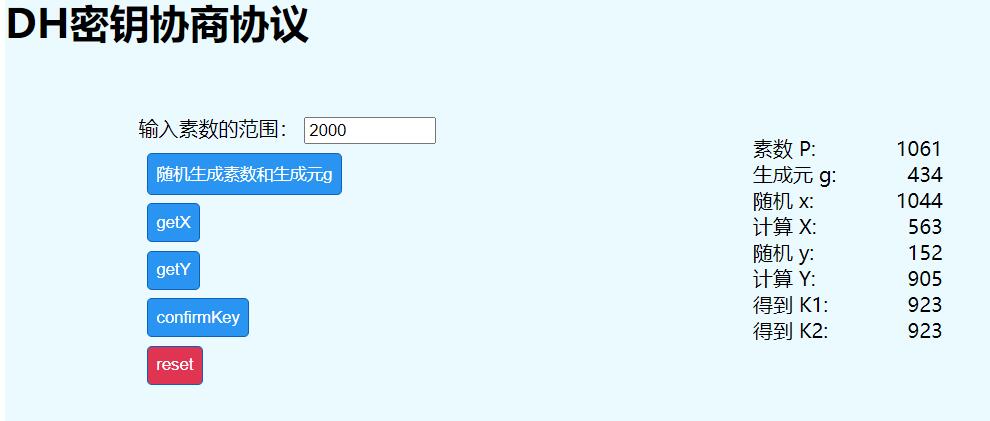 DH密钥协商协议
输入素数的范围： 2000
随机生成素数和生成元g
getX
getY
confirmKey
reset
素数 P: 1061
生成元 g: 434
随机 x: 1044
计算 X: 563
随机 y: 152
计算 Y: 905
得到 K1: 923
得到 K2: 923